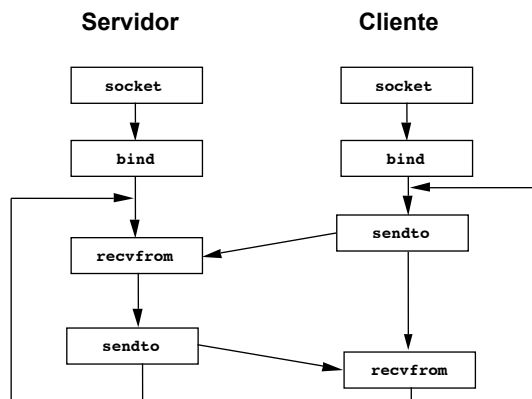 Servidor
Cliente
socket
socket
bind
bind
sendto
recvfrom
sendto
recvfrom